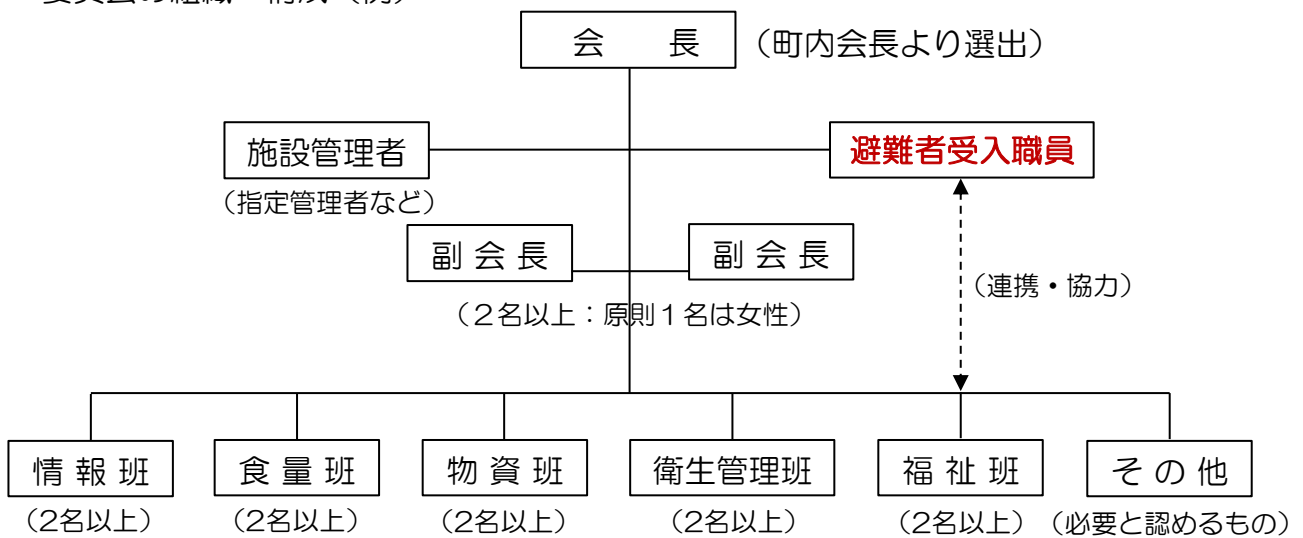 会　　長　（町内会長より選出）
施設管理者　避難者受入職員
（指定管理者など）
副 会 長　副 会 長
（連携・協力）
（２名以上：原則１名は女性）
情 報 班　食 量 班　物 資 班　衛生管理班　福 祉 班　そ の 他
（2名以上）（2名以上）（2名以上）（2名以上）（2名以上）（必要と認めるもの）